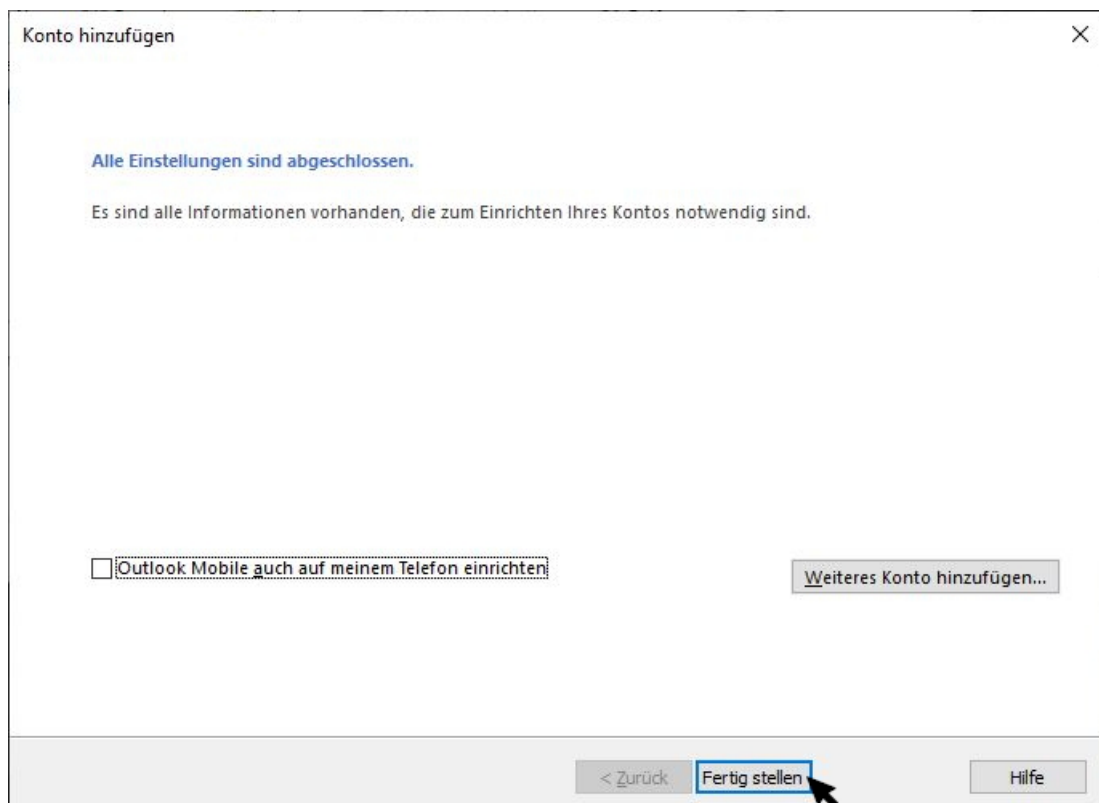 Konto hinzufügen
Alle Einstellungen sind abgeschlossen.
Es sind alle Informationen vorhanden, die zum Einrichten Ihres Kontos notwendig sind.
Outlook Mobile auch auf meinem Telefon einrichten
Weiteres Konto hinzufügen...
< Zurück
Fertig stellen
Hilfe